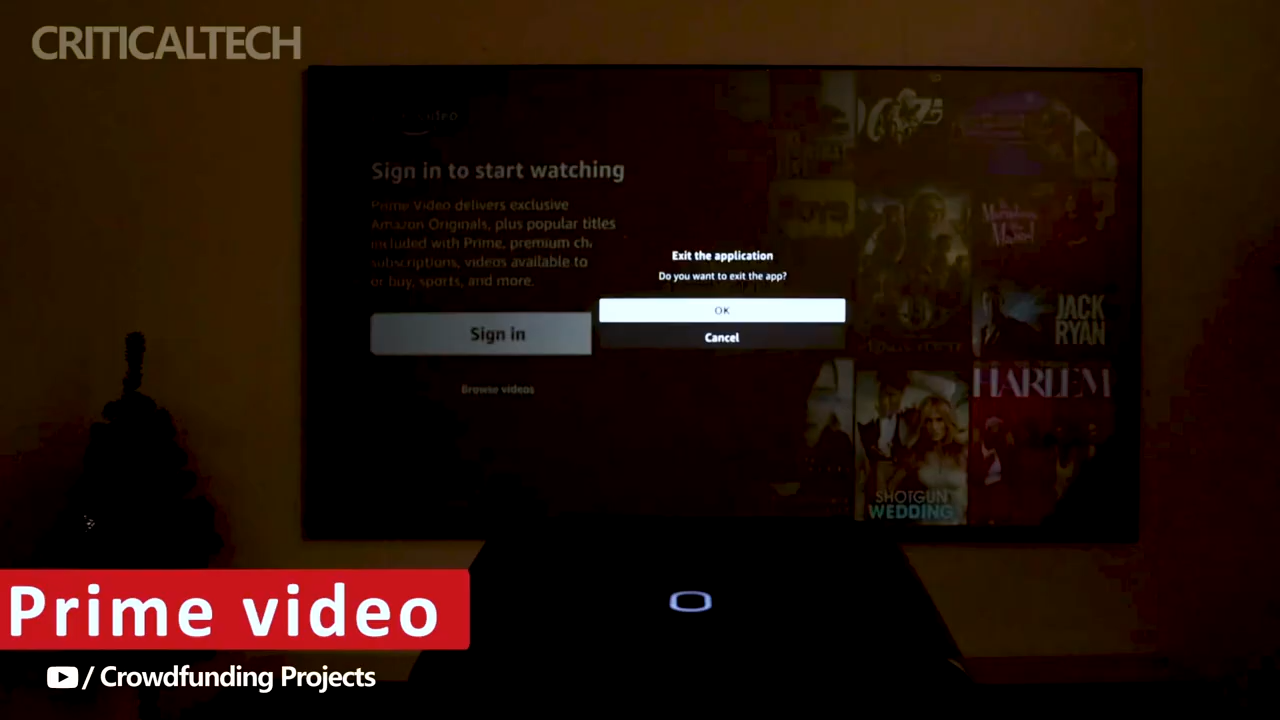 CRITICALTECH
video
Sign in to start watching
Prime Video delivers exclusive
Amazon Originals, plus popular titles
included with Prime, premium ch
subscriptions, videos available to
or buy, sports, and more.
Sign in
Browse videos
Exit the application
Do you want to exit the app?
OK
Cancel
007
JACK
RYAN
HARLEM
SHOTGUN
WEDDING
Prime video
/ Crowdfunding Projects